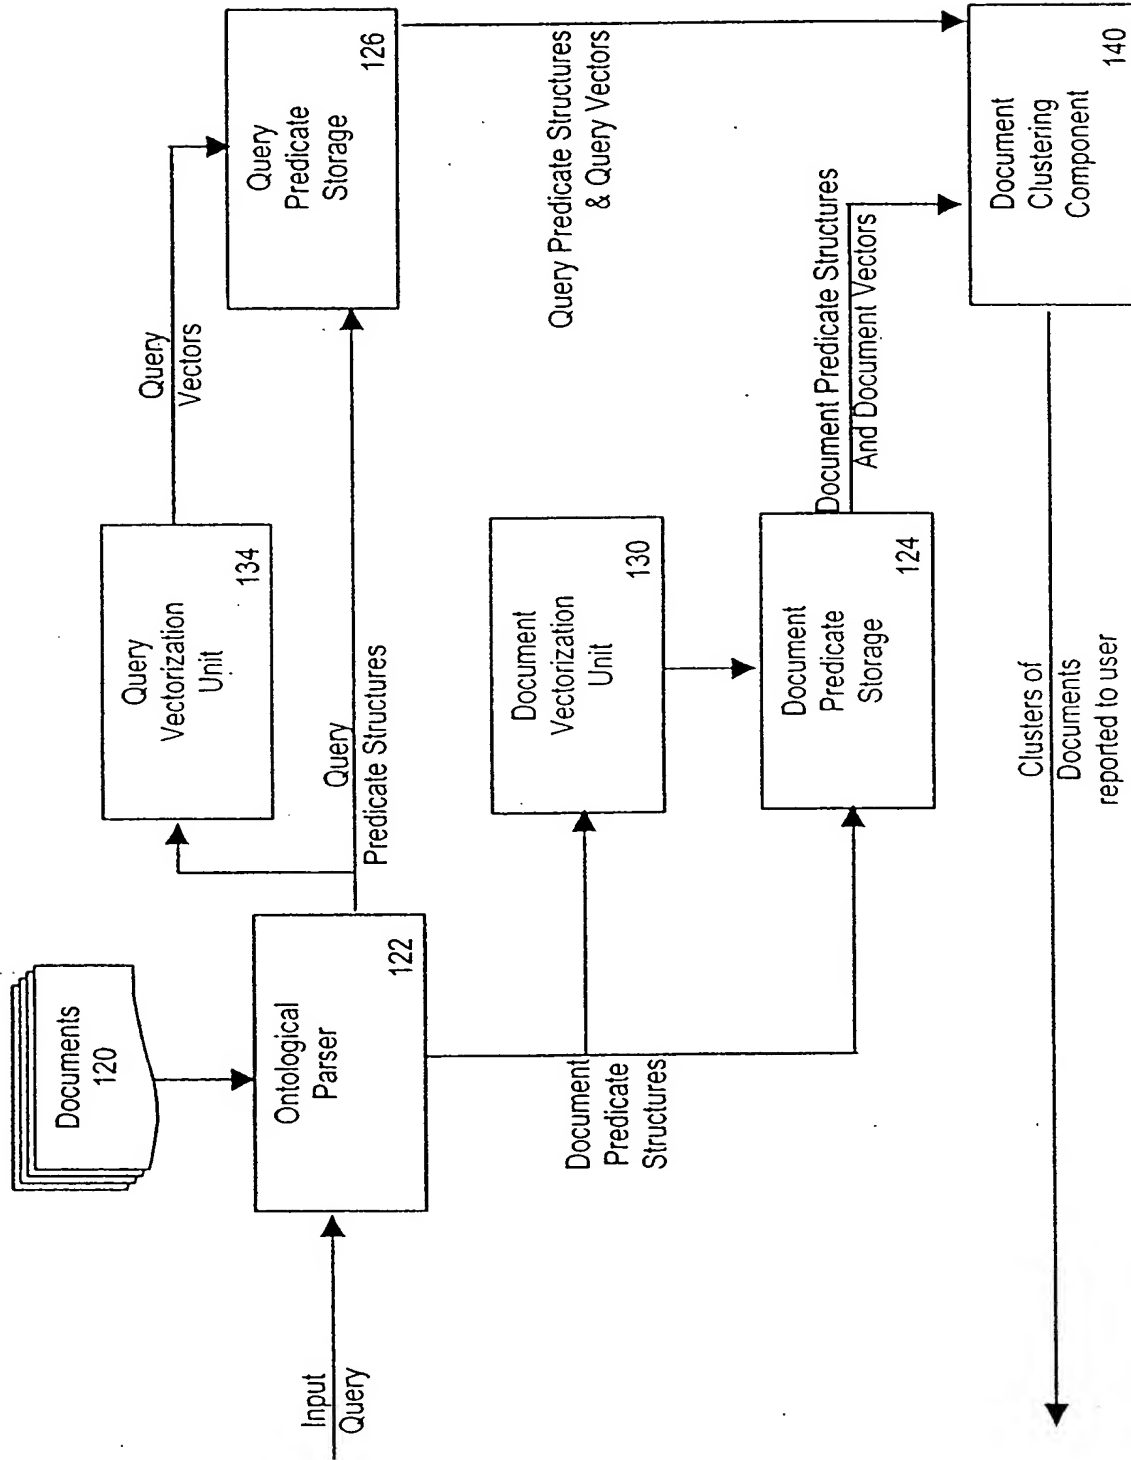 Documents
120
Input
Query
Ontological
Parser
122
Query
Predicate Structures
Query
Vectorization
Unit
134
Query
Vectors
Query
Predicate
Storage
126
Document
Predicate
Structures
Document
Vectorization
Unit
130
Document
Predicate
Storage
124
Query Predicate Structures
& Query Vectors
Document Predicate Structures
And Document Vectors
Document
Clustering
Component
140
Clusters of
Documents
reported to user